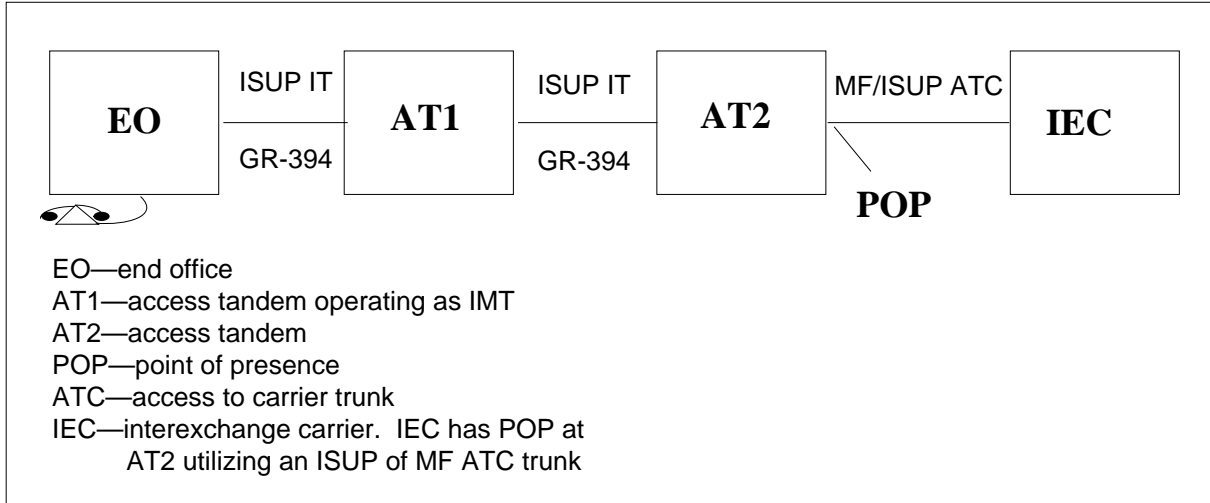 ISUP IT
ISUP IT
MF/ISUP ATC
EO
AT1
AT2
IEC
GR-394
GR-394
POP
EO—end office
AT1—access tandem operating as IMT
AT2—access tandem
POP—point of presence
ATC—access to carrier trunk
IEC—interexchange carrier.  IEC has POP at
AT2 utilizing an ISUP of MF ATC trunk